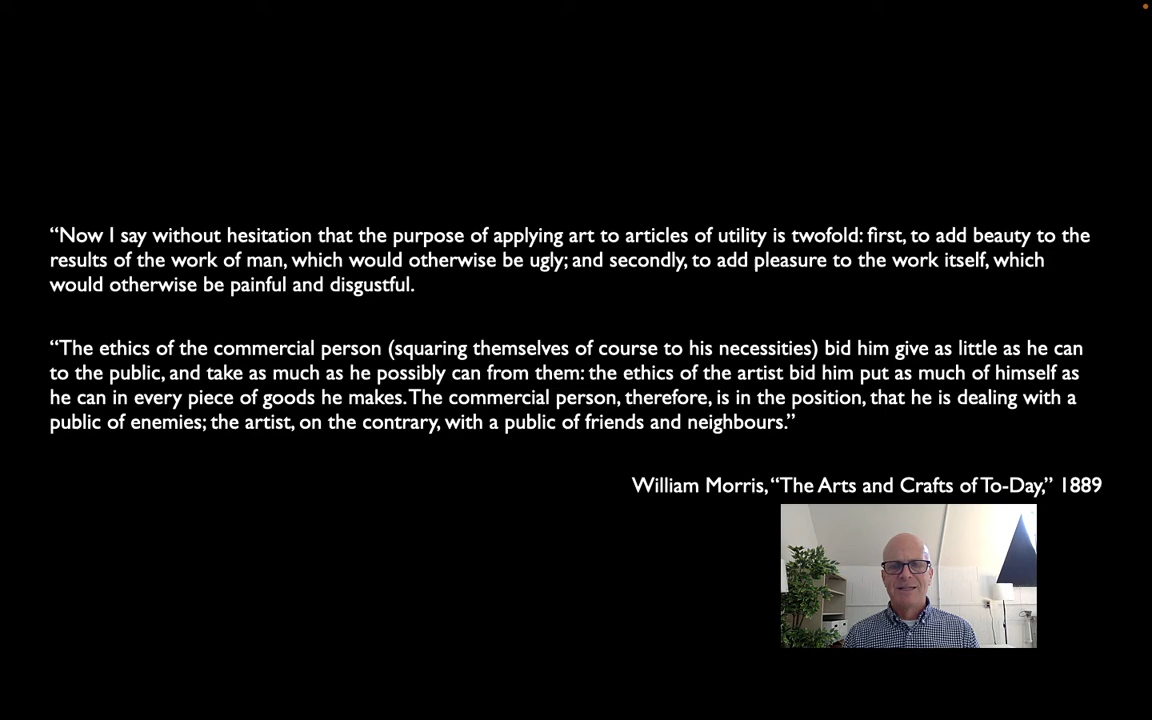 “Now I say without hesitation that the purpose of applying art to articles of utility is twofold: first, to add beauty to the
results of the work of man, which would otherwise be ugly; and secondly, to add pleasure to the work itself, which
would otherwise be painful and disgustful.
“The ethics of the commercial person (squaring themselves of course to his necessities) bid him give as little as he can
to the public, and take as much as he possibly can from them: the ethics of the artist bid him put as much of himself as
he can in every piece of goods he makes. The commercial person, therefore, is in the position, that he is dealing with a
public of enemies; the artist, on the contrary, with a public of friends and neighbours.”
William Morris, “The Arts and Crafts of To-Day,” 1889